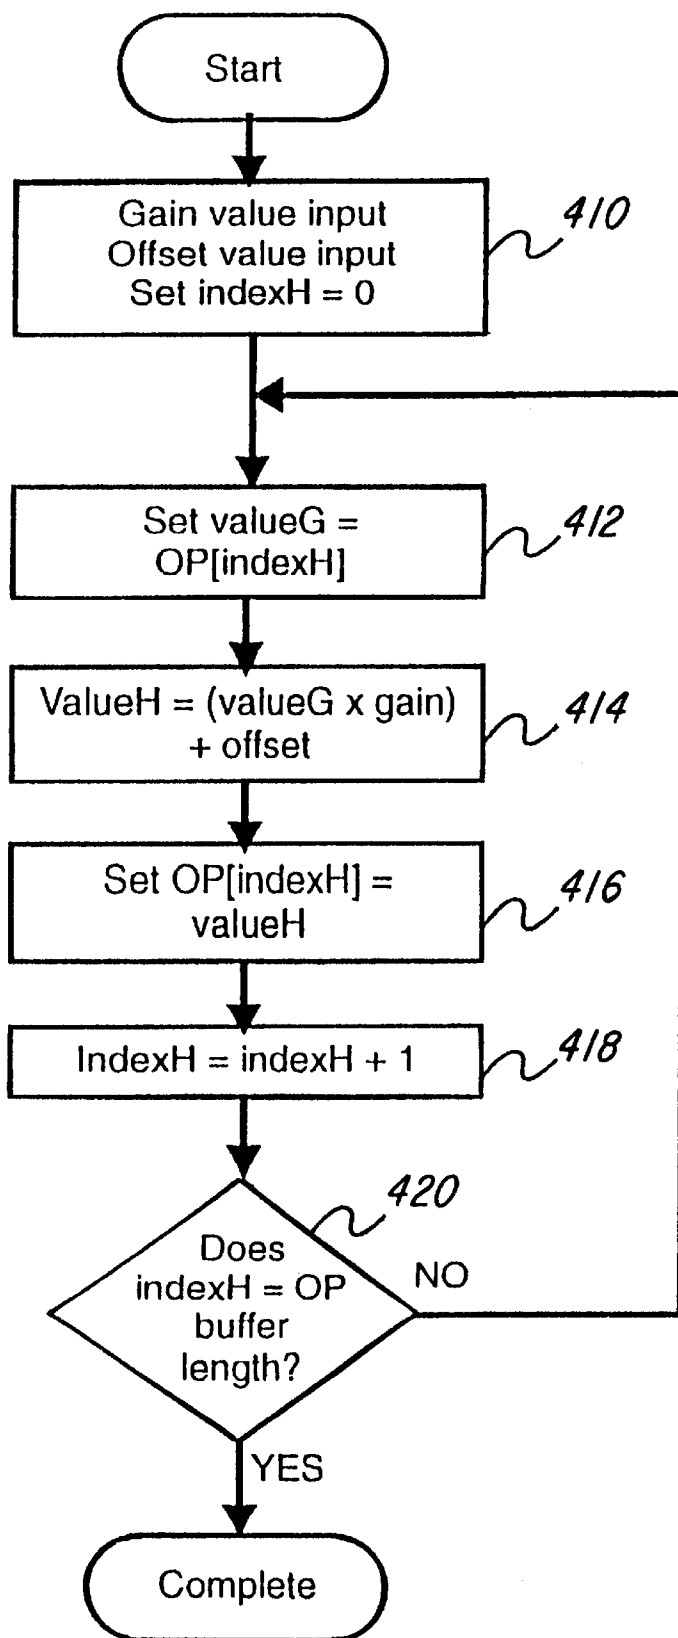 Start
Gain value input
Offset value input
Set indexH = 0
410
Set valueG =
OP[indexH]
412
ValueH = (valueG x gain)
+ offset
414
Set OP[indexH] =
valueH
416
IndexH = indexH + 1
418
420
Does
indexH = OP
buffer
length?
NO
YES
Complete